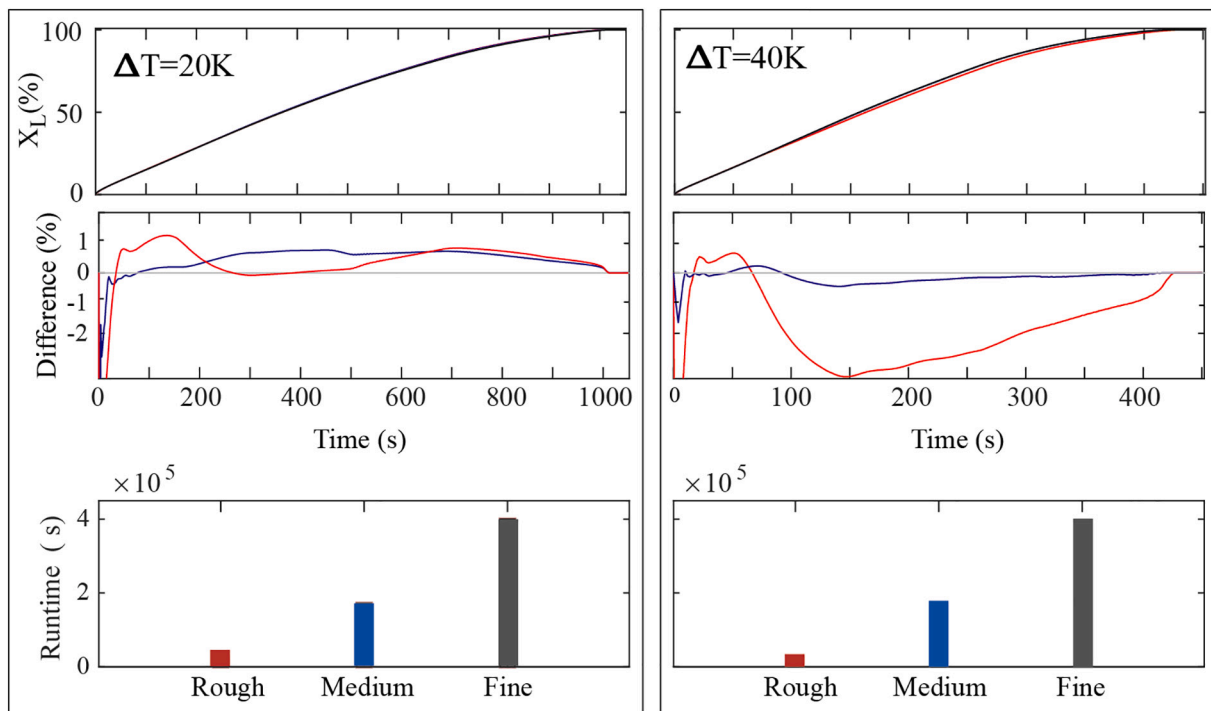 100
50
0
X_L(%)
ΔT=20K
1
0
-1
-2
Difference (%)
0 200 400 600 800 1000
Time (s)
×10^5
4
2
0
Runtime ( s)
Rough Medium Fine
ΔT=40K
0 100 200 300 400
Time (s)
×10^5
Rough Medium Fine